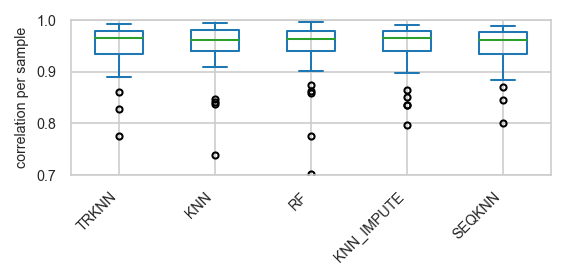 correlation per sample
1.0
0.9
0.8
0.7
TRKNN
KNN
RF
KNN_IMPUTE
SEQKNN